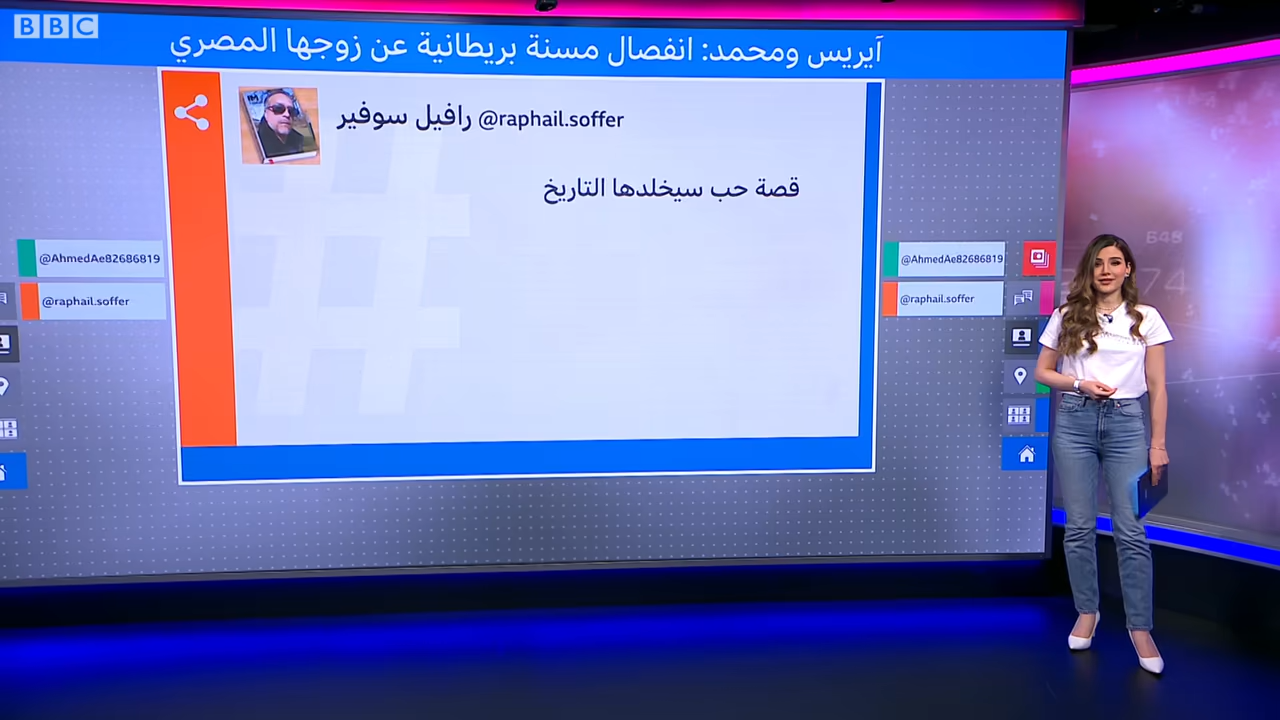 BBC
آيريس ومحمد: انفصال مسنة بريطانية عن زوجها المصري
رافيل سوفير @raphail.soffer
قصة حب سيخلدها التاريخ
@AhmedAe82686819
@raphail.soffer
@AhmedAe82686819
@raphail.soffer